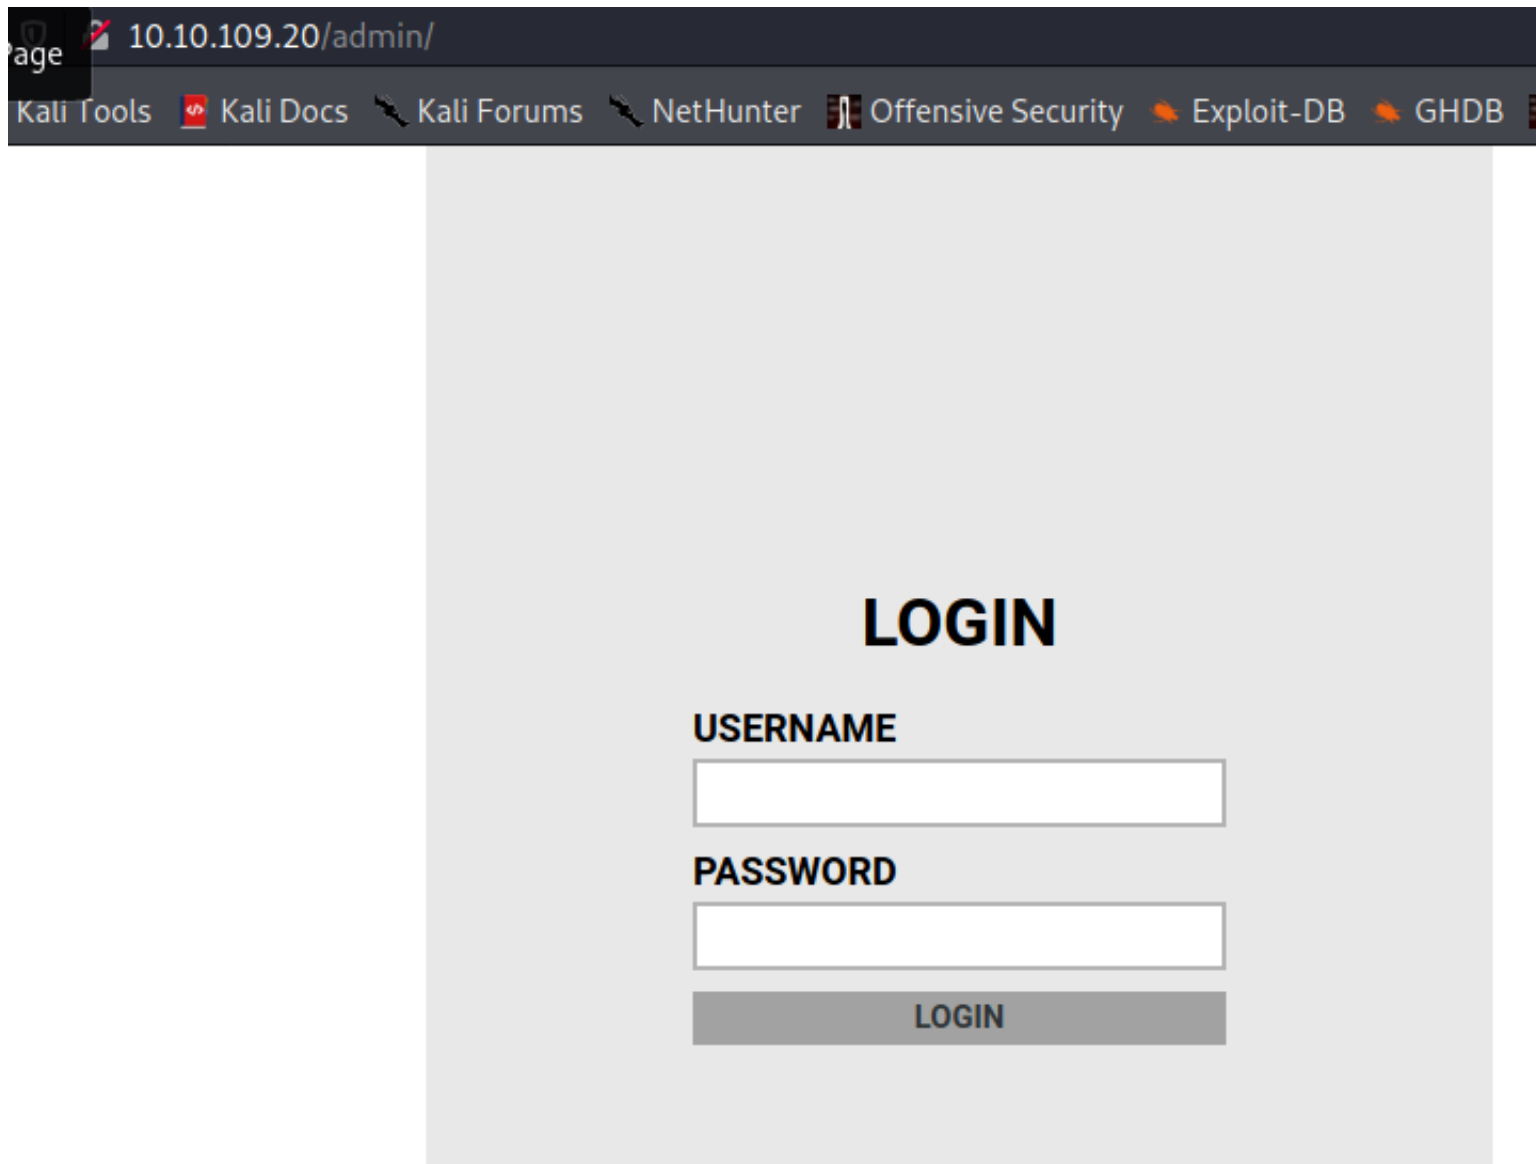 10.10.109.20/admin/
Page
Kali Tools Kali Docs Kali Forums NetHunter Offensive Security Exploit-DB GHDB
LOGIN
USERNAME
PASSWORD
LOGIN